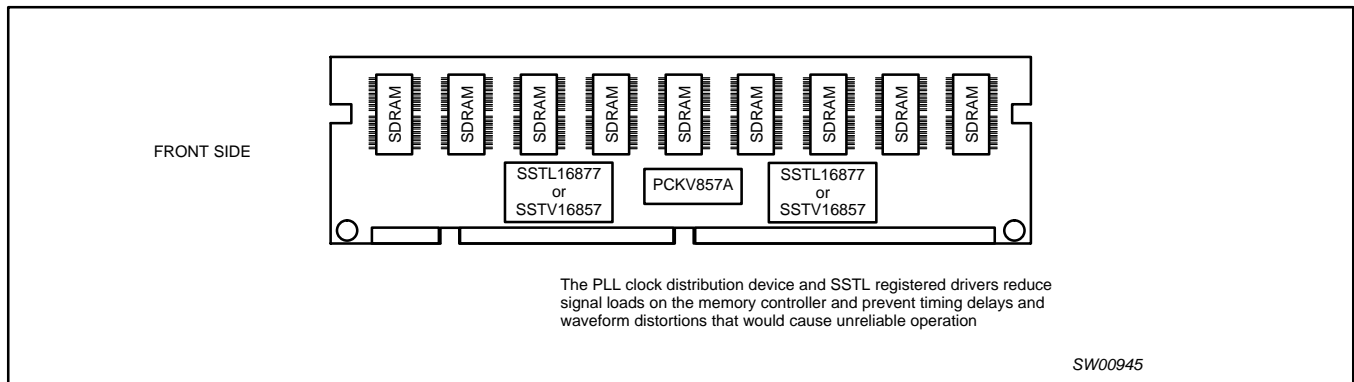 SDRAM
SDRAM
SDRAM
SDRAM
SDRAM
SDRAM
SDRAM
SDRAM
SDRAM
FRONT SIDE
SSTL16877
or
SSTV16857
PCKV857A
SSTL16877
or
SSTV16857
The PLL clock distribution device and SSTL registered drivers reduce
signal loads on the memory controller and prevent timing delays and
waveform distortions that would cause unreliable operation
SW00945